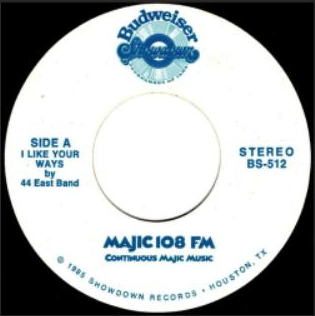 Budweiser
Showdown
SIDE A
I LIKE YOUR
WAYS
by
44 East Band
STEREO
BS-512
MAJIC 108 FM
CONTINUOUS MAJIC MUSIC
© 1985 SHOWDOWN RECORDS • HOUSTON, TX